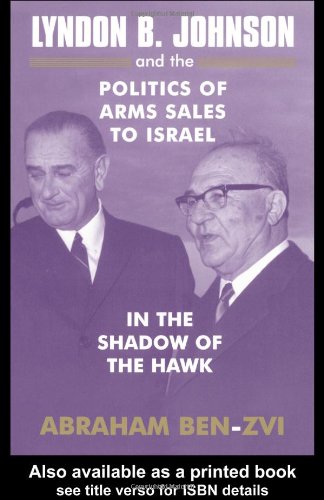 LYNDON B. JOHNSON
and the
POLITICS OF
ARMS SALES
TO ISRAEL
IN THE
SHADOW OF
THE HAWK
ABRAHAM BEN-ZVI
Also available as a printed book
see title verso for ISBN details